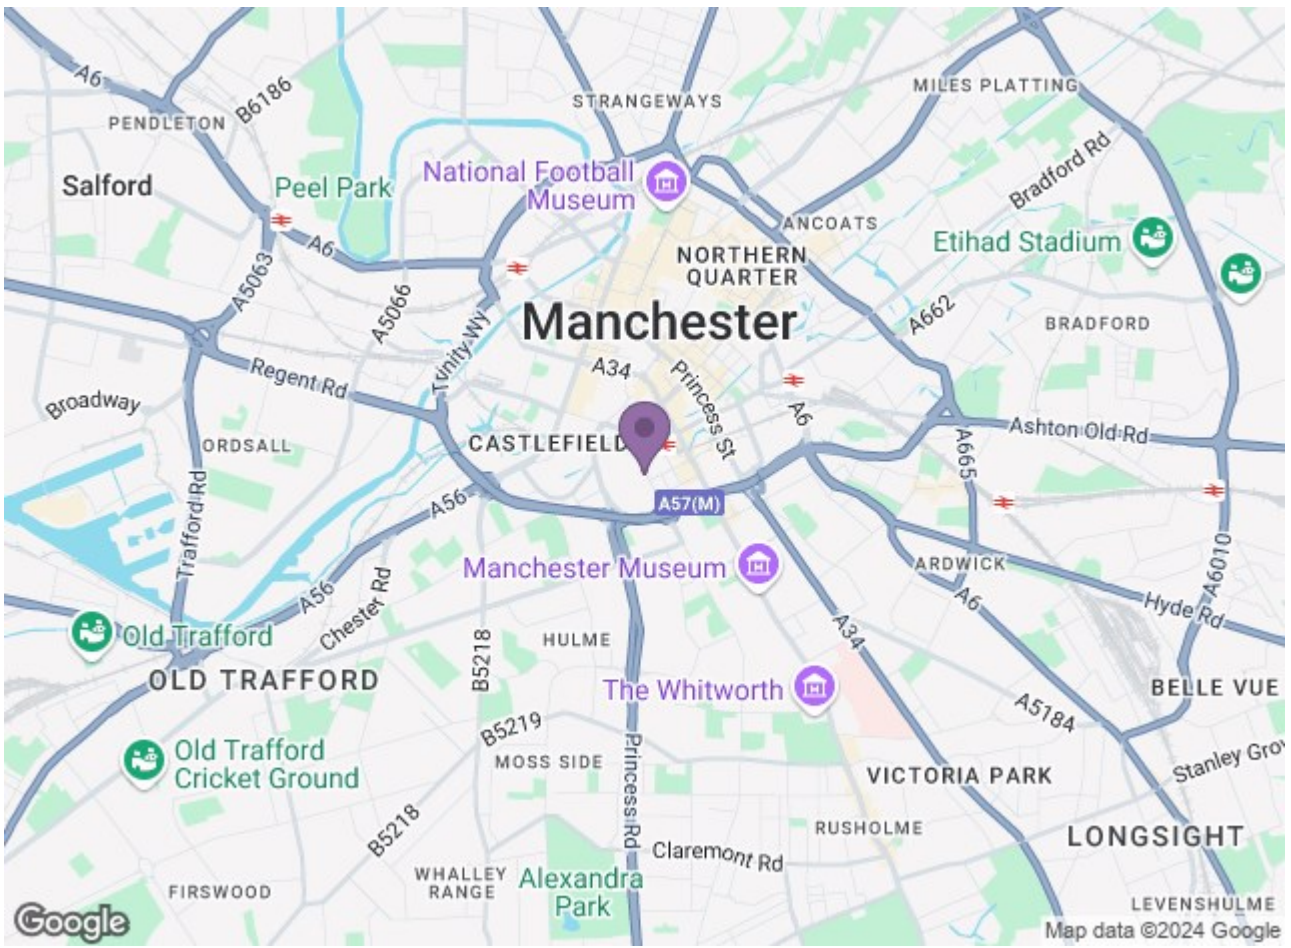 A6
B6186
STRANGEWAYS
MILES PLATTING
PENDLETON
National Football
Museum
Bradford Rd
Salford
Peel Park
ANCOATS
Etihad Stadium
A6
NORTHERN
QUARTER
A5063
A5066
Manchester
A662
BRADFORD
Trinity Wy
A34
Princess St
Regent Rd
Broadway
A6
Ashton Old Rd
ORDSALL
CASTLEFIELD
A665
A56
A57(M)
Trafford Rd
Manchester Museum
ARDWICK
A6010
A56
Chester Rd
A6
Hyde Rd
Old Trafford
HULME
A34
B5218
OLD TRAFFORD
The Whitworth
BELLE VUE
A5184
B5219
Old Trafford
Cricket Ground
MOSS SIDE
Princess Rd
VICTORIA PARK
Stanley Grov
B5218
RUSHOLME
LONGSIGHT
Claremont Rd
WHALLEY
RANGE
Alexandra
Park
FIRSWOOD
LEVENSHULME
Google
Map data ©2024 Google